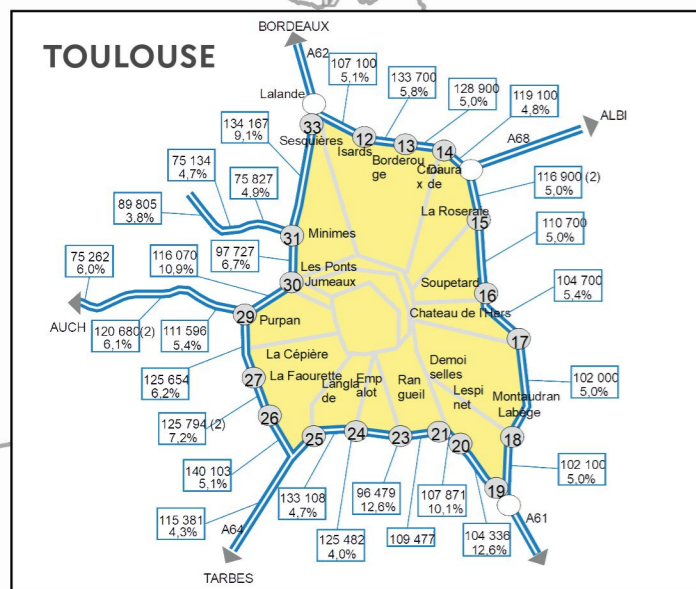 BORDEAUX
TOULOUSE
A62
107 100
5,1%
133 700
5,8%
128 900
5,0%
119 100
4,8%
ALBI
Lalande
A68
134 167
9,1%
33
Sesquières
12
Isards
13
Borderou
ge
14
Croi
x
Daura
de
75 134
4,7%
75 827
4,9%
116 900 (2)
5,0%
89 805
3,8%
La Roseraie
15
110 700
5,0%
31
Minimes
75 262
6,0%
116 070
10,9%
97 727
6,7%
Les Ponts
Jumeaux
30
Soupetard
16
104 700
5,4%
AUCH
29
Purpan
Chateau de l'Hers
17
120 680(2)
6,1%
111 596
5,4%
La Cépière
Demoi
selles
125 654
6,2%
27
La Faourette
Langla
de
Emp
alot
Ran
gueil
Lespi
net
Montaudran
Labège
102 000
5,0%
125 794 (2)
7,2%
26
25
24
23
21
20
18
140 103
5,1%
19
102 100
5,0%
115 381
4,3%
A64
133 108
4,7%
96 479
12,6%
107 871
10,1%
A61
125 482
4,0%
109 477
104 336
12,6%
TARBES